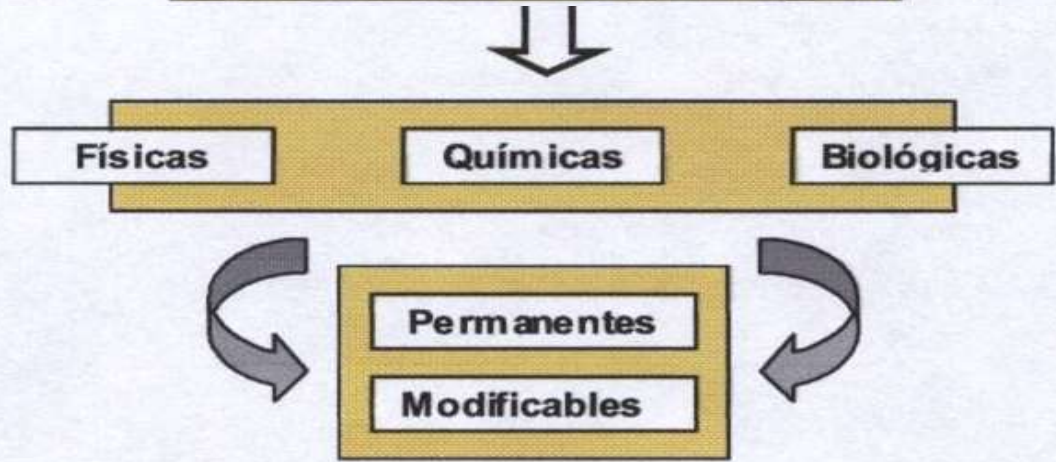 Físicas
Químicas
Biológicas
Permanentes
Modificables